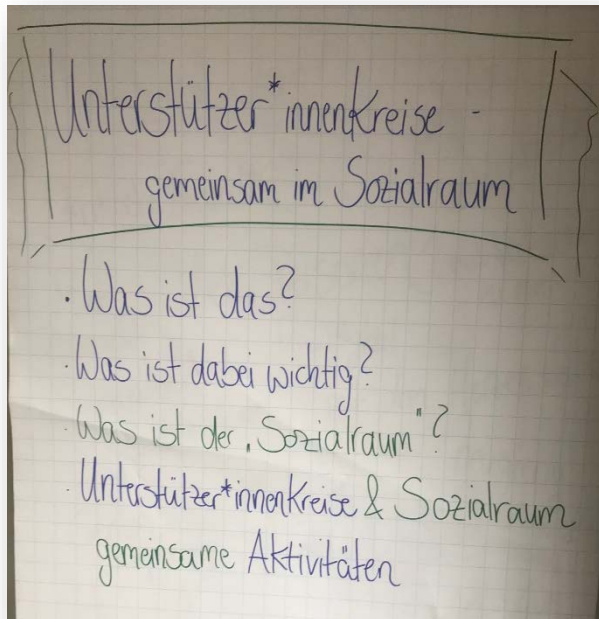 Unterstützer*innenkreise -
gemeinsam im Sozialraum
· Was ist das?
· Was ist dabei wichtig?
· Was ist der „Sozialraum"?
· Unterstützer*innenkreise & Sozialraum
gemeinsame Aktivitäten